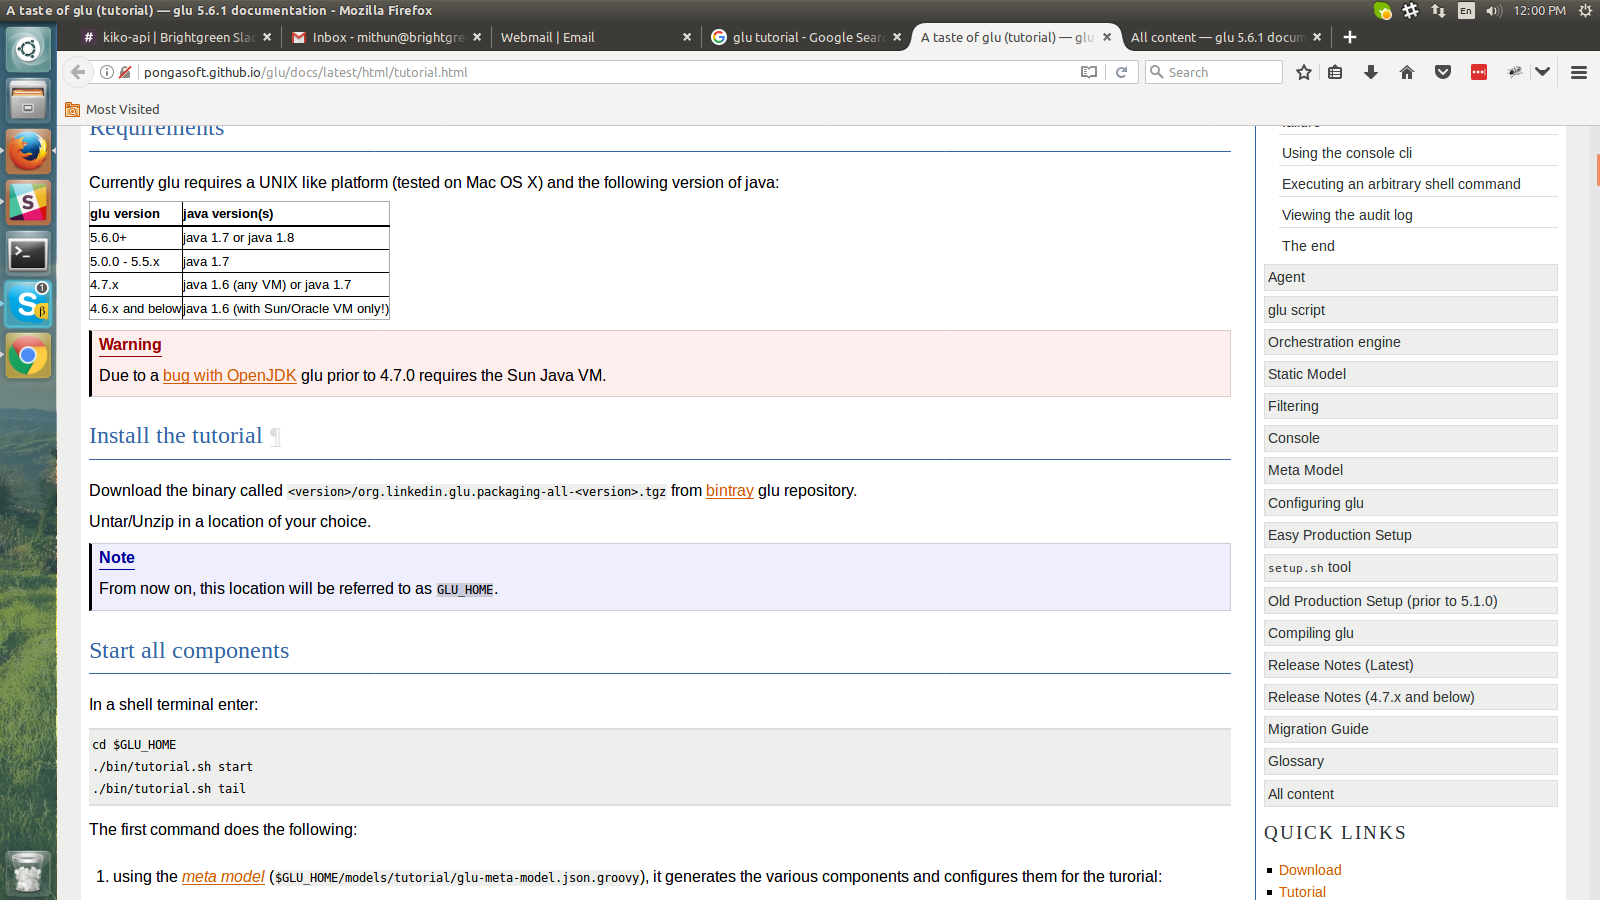 A taste of glu (tutorial) — glu 5.6.1 documentation - Mozilla Firefox
En
12:00 PM
kiko-api | Brightgreen Sla
Inbox - mithun@brightgre
Webmail | Email
glu tutorial - Google Sear
A taste of glu (tutorial) — glu
All content — glu 5.6.1 docum
pongasoft.github.io/glu/docs/latest/html/tutorial.html
Search
Most Visited
Requirements
Currently glu requires a UNIX like platform (tested on Mac OS X) and the following version of java:
glu version java version(s)
5.6.0+ java 1.7 or java 1.8
5.0.0 - 5.5.x java 1.7
4.7.x java 1.6 (any VM) or java 1.7
4.6.x and below java 1.6 (with Sun/Oracle VM only!)
Warning
Due to a bug with OpenJDK glu prior to 4.7.0 requires the Sun Java VM.
Install the tutorial ¶
Download the binary called <version>/org.linkedin.glu.packaging-all-<version>.tgz from bintray glu repository.
Untar/Unzip in a location of your choice.
Note
From now on, this location will be referred to as GLU_HOME.
Start all components
In a shell terminal enter:
cd $GLU_HOME
./bin/tutorial.sh start
./bin/tutorial.sh tail
The first command does the following:
1. using the meta model ($GLU_HOME/models/tutorial/glu-meta-model.json.groovy), it generates the various components and configures them for the turorial:
Using the console cli
Executing an arbitrary shell command
Viewing the audit log
The end
Agent
glu script
Orchestration engine
Static Model
Filtering
Console
Meta Model
Configuring glu
Easy Production Setup
setup.sh tool
Old Production Setup (prior to 5.1.0)
Compiling glu
Release Notes (Latest)
Release Notes (4.7.x and below)
Migration Guide
Glossary
All content
QUICK LINKS
Download
Tutorial